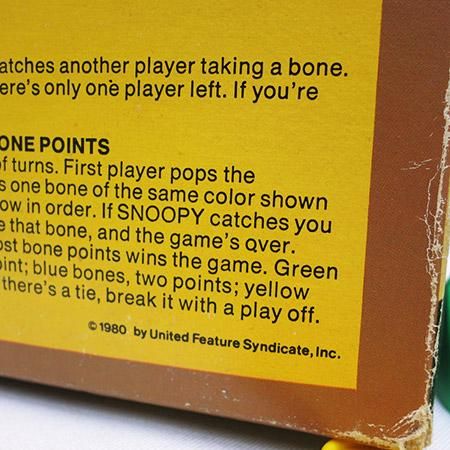 atches another player taking a bone.
ere's only one player left. If you're
ONE POINTS
of turns. First player pops the
s one bone of the same color shown
ow in order. If SNOOPY catches you
e that bone, and the game's over.
ost bone points wins the game. Green
oint; blue bones, two points; yellow
there's a tie, break it with a play off.
© 1980 by United Feature Syndicate, Inc.